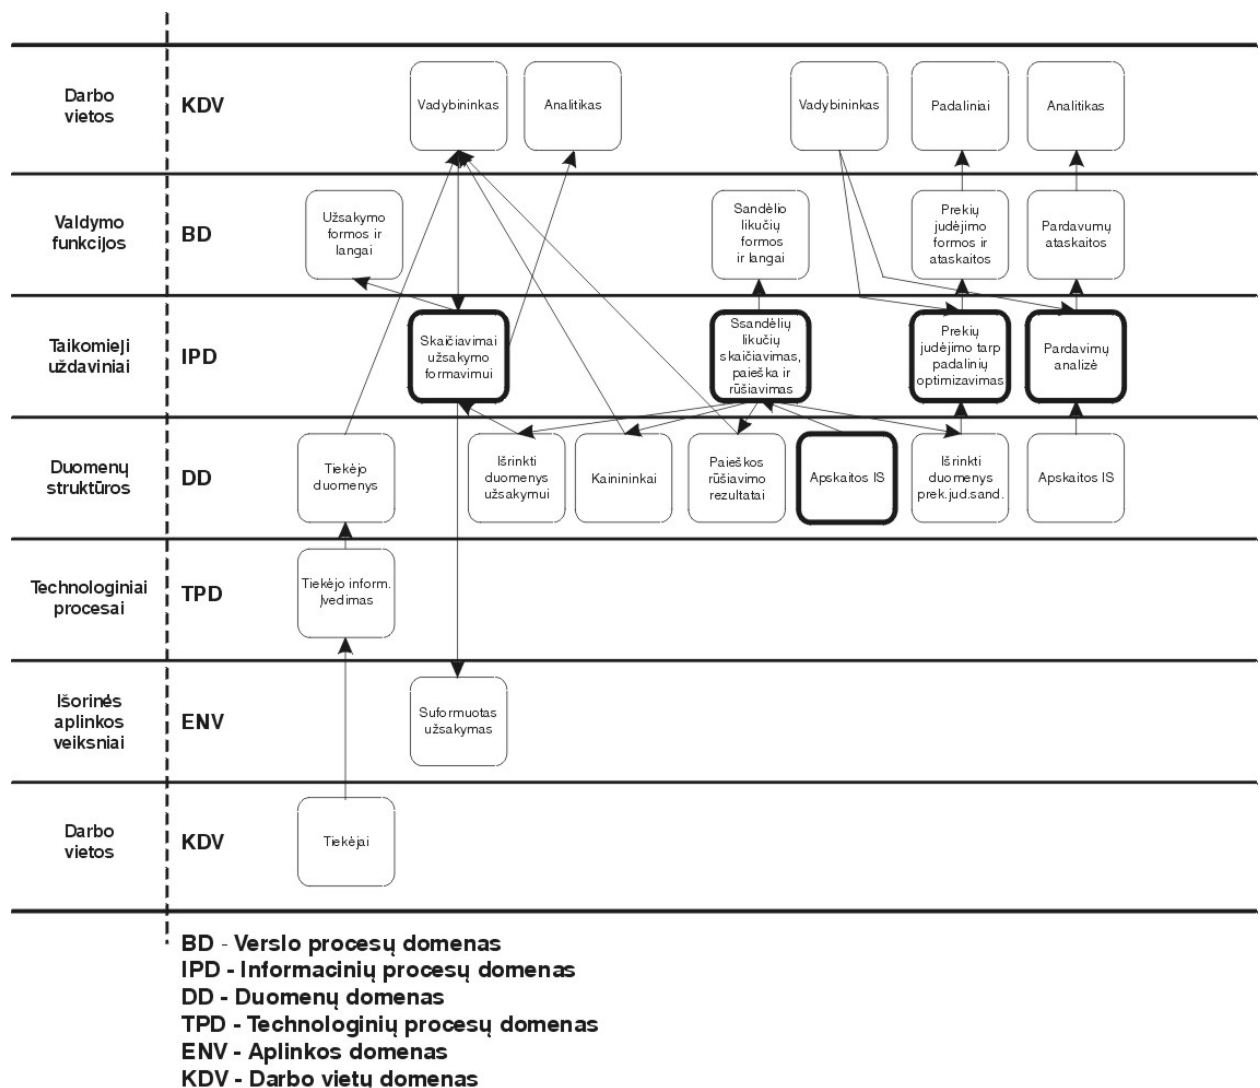 Darbo
vietos
KDV
Vadybininkas
Analitikas
Vadybininkas
Padaliniai
Analitikas
Valdymo
funkcijos
BD
Užsakymo
formos ir
langai
Sandėlio
likučių
formos
ir langai
Prekių
judėjimo
formos ir
ataskaitos
Pardavumų
ataskaitos
Taikomieji
uždaviniai
IPD
Skaičiavimai
užsakymo
formavimui
Ssandėlių
likučių
skaičiavimas,
paieška ir
rūšiavimas
Prekių
judėjimo tarp
padalinių
optimizavimas
Pardavimų
analizė
Duomenų
struktūros
DD
Tiekėjo
duomenys
Išrinkti
duomenys
užsakymui
Kainininkai
Paieškos
rūšiavimo
rezultatai
Apskaitos IS
Išrinkti
duomenys
prek.jud.sand.
Apskaitos IS
Technologiniai
procesai
TPD
Tiekėjo inform.
Įvedimas
Išorinės
aplinkos
veiksniai
ENV
Suformuotas
užsakymas
Darbo
vietos
KDV
Tiekėjai
BD - Verslo procesų domenas
IPD - Informacinių procesų domenas
DD - Duomenų domenas
TPD - Technologinių procesų domenas
ENV - Aplinkos domenas
KDV - Darbo vietų domenas